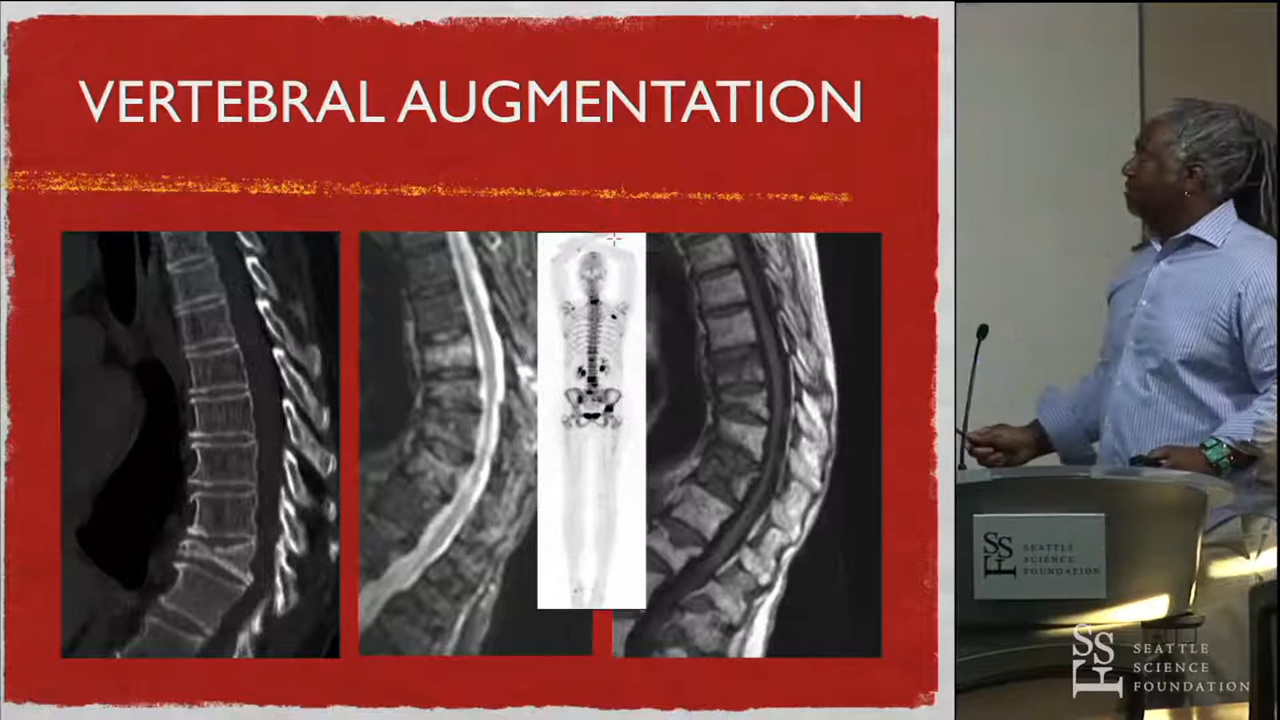 VERTEBRAL AUGMENTATION
SEATTLE
SCIENCE
FOUNDATION
SEATTLE
SCIENCE
FOUNDATION